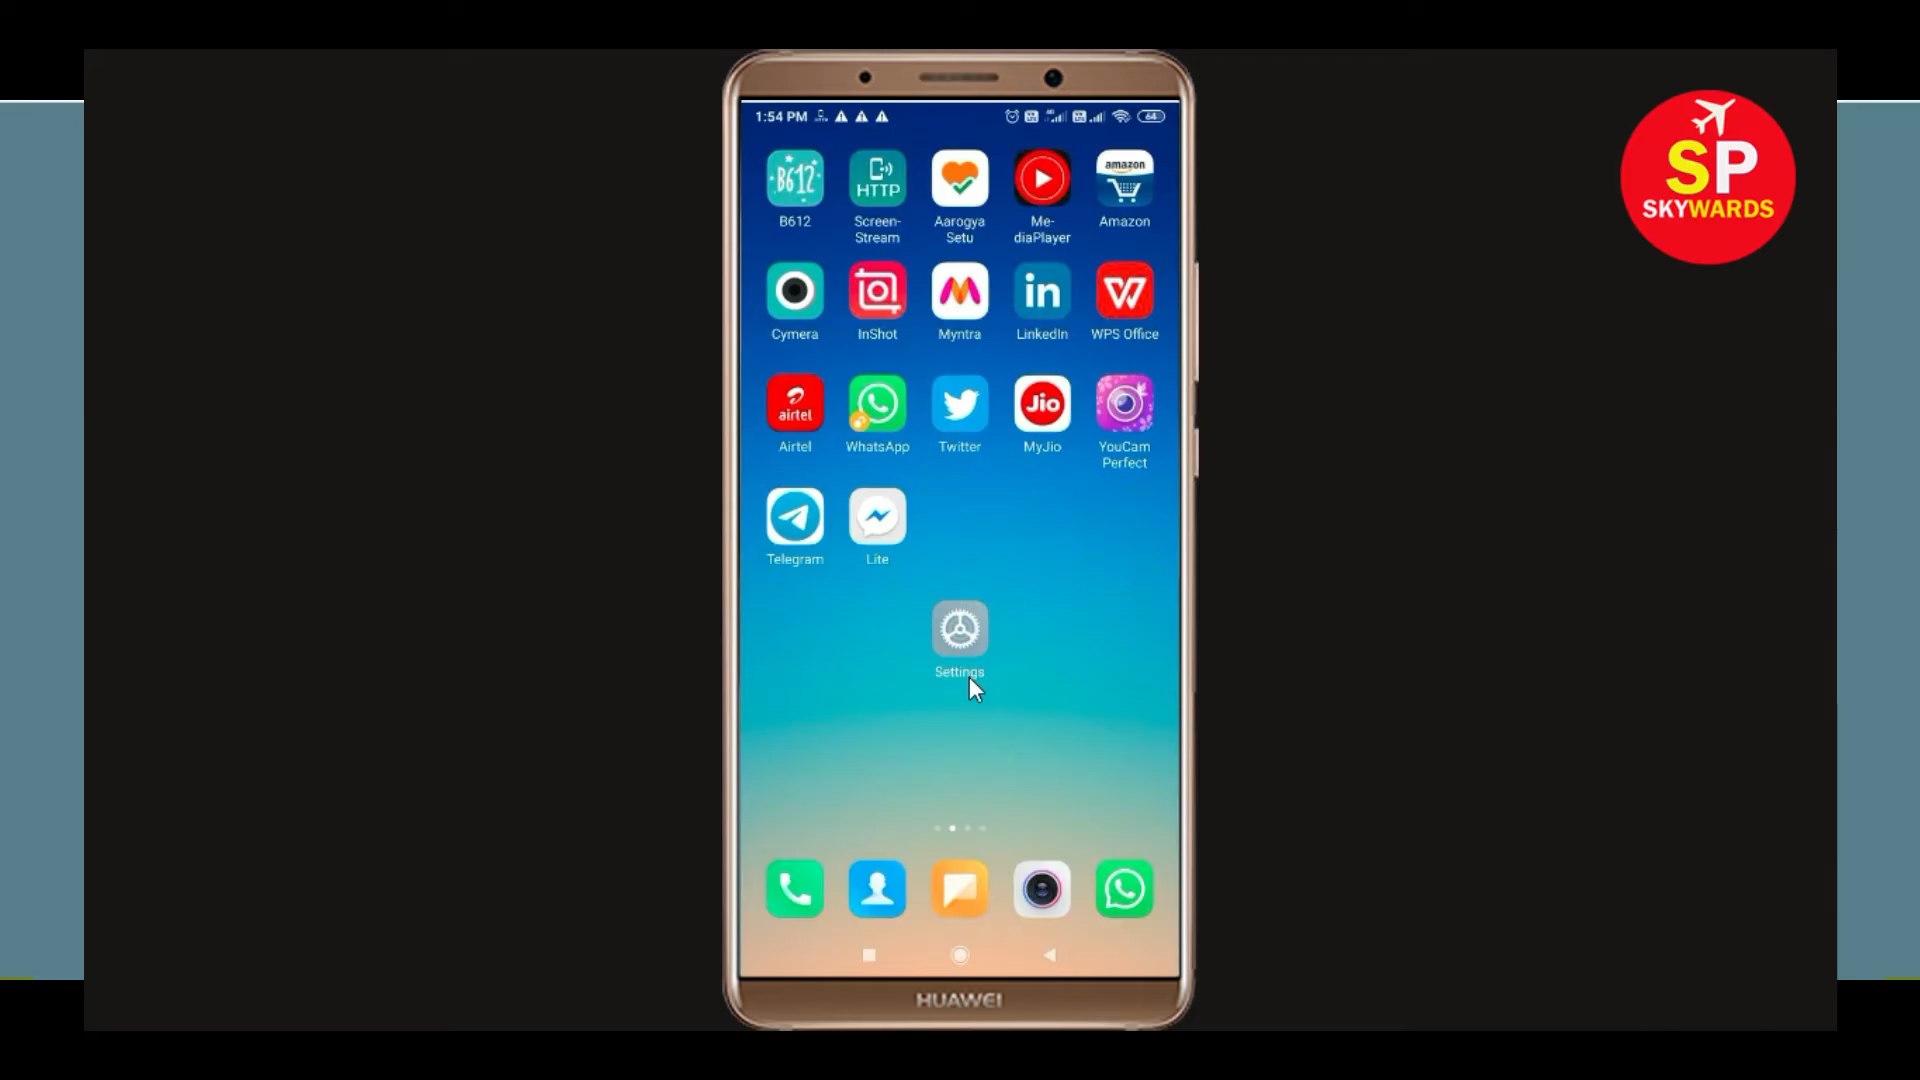 1:54 PM
64
SP
SKYWARDS
B612
HTTP
amazon
B612
Screen-
Stream
Aarogya
Setu
Me-
diaPlayer
Amazon
in
W
Cymera
InShot
Myntra
LinkedIn
WPS Office
airtel
Jio
Airtel
WhatsApp
Twitter
MyJio
YouCam
Perfect
Telegram
Lite
Settings
HUAWEI